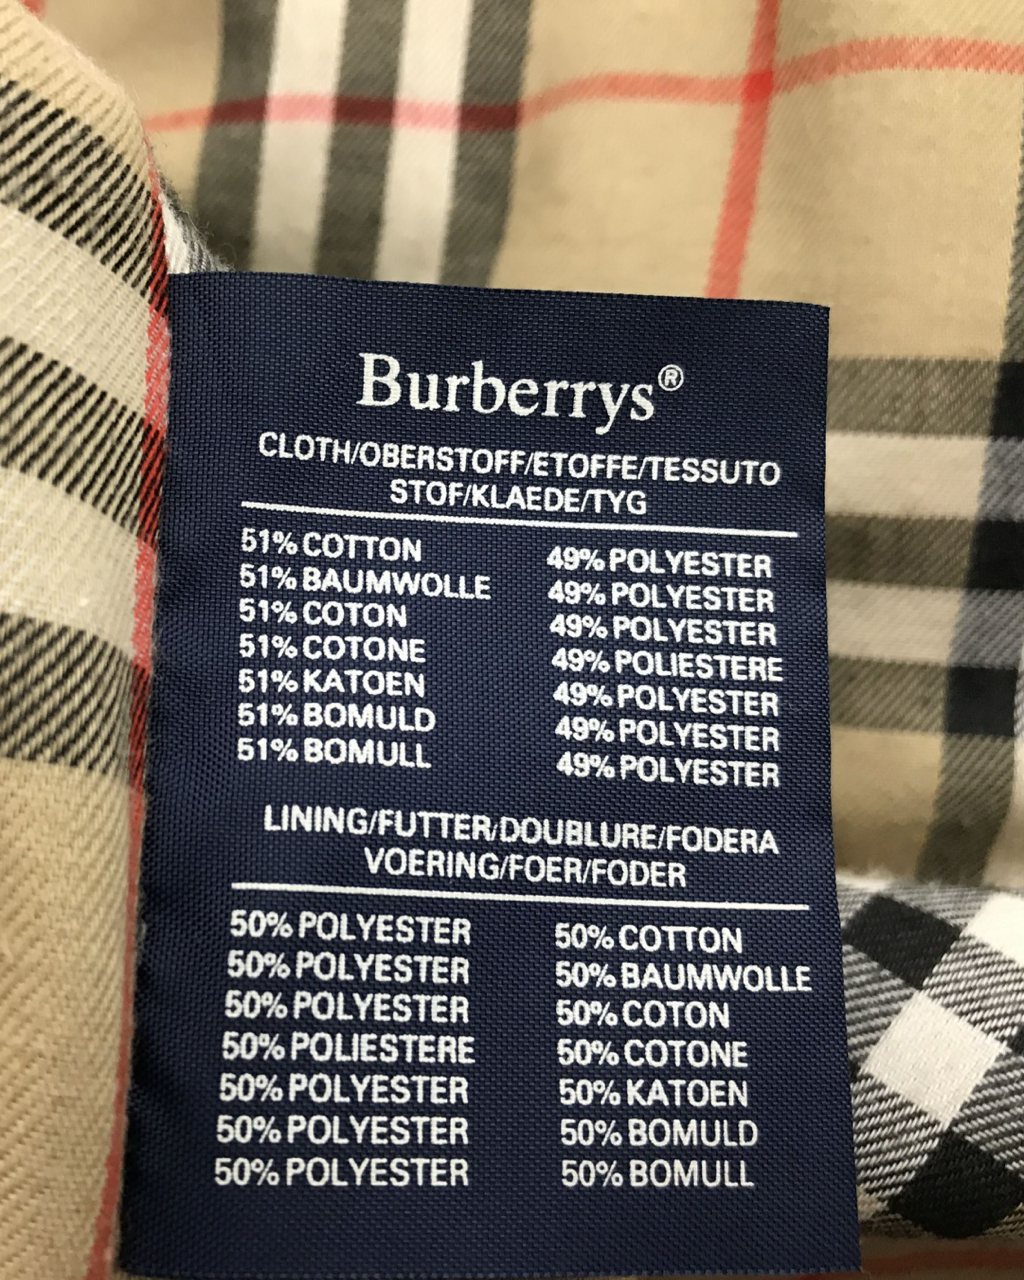 Burberrys®
CLOTH/OBERSTOFF/ETOFFE/TESSUTO
STOF/KLAEDE/TYG
51% COTTON 49% POLYESTER
51% BAUMWOLLE 49% POLYESTER
51% COTON 49% POLYESTER
51% COTONE 49% POLIESTERE
51% KATOEN 49% POLYESTER
51% BOMULD 49% POLYESTER
51% BOMULL 49% POLYESTER
LINING/FUTTER/DOUBLURE/FODERA
VOERING/FOER/FODER
50% POLYESTER 50% COTTON
50% POLYESTER 50% BAUMWOLLE
50% POLYESTER 50% COTON
50% POLIESTERE 50% COTONE
50% POLYESTER 50% KATOEN
50% POLYESTER 50% BOMULD
50% POLYESTER 50% BOMULL